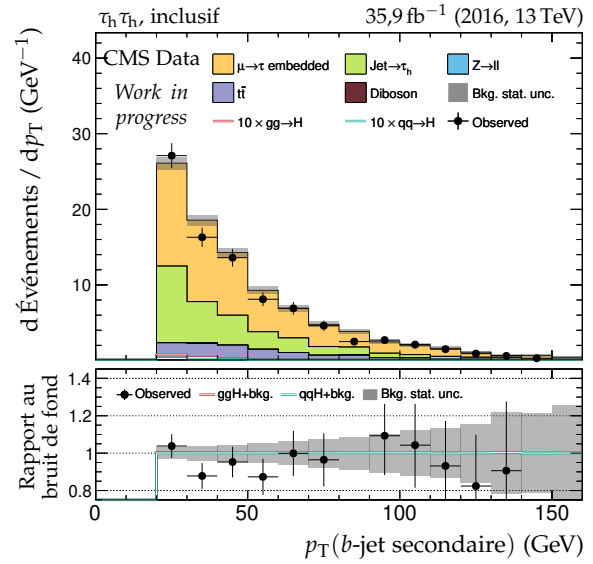 τhτh, inclusif 35,9 fb−1 (2016, 13 TeV)
CMS Data
Work in
progress
μ→τ embedded Jet→τh Z→ll
tt̄ Diboson Bkg. stat. unc.
10 × gg→H 10 × qq→H Observed
d Événements / dpT (GeV−1)
40
30
20
10
Observed ggH+bkg. qqH+bkg. Bkg. stat. unc.
Rapport au
bruit de fond
1.4
1.2
1
0.8
0 50 100 150
pT(b-jet secondaire) (GeV)